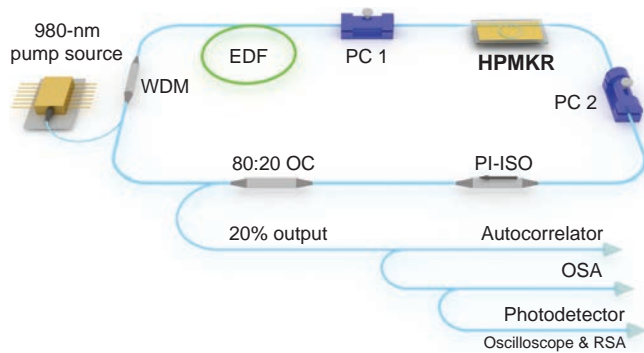 980-nm
pump source
WDM
EDF
PC 1
HPMKR
PC 2
80:20 OC
PI-ISO
20% output
Autocorrelator
OSA
Photodetector
Oscilloscope & RSA